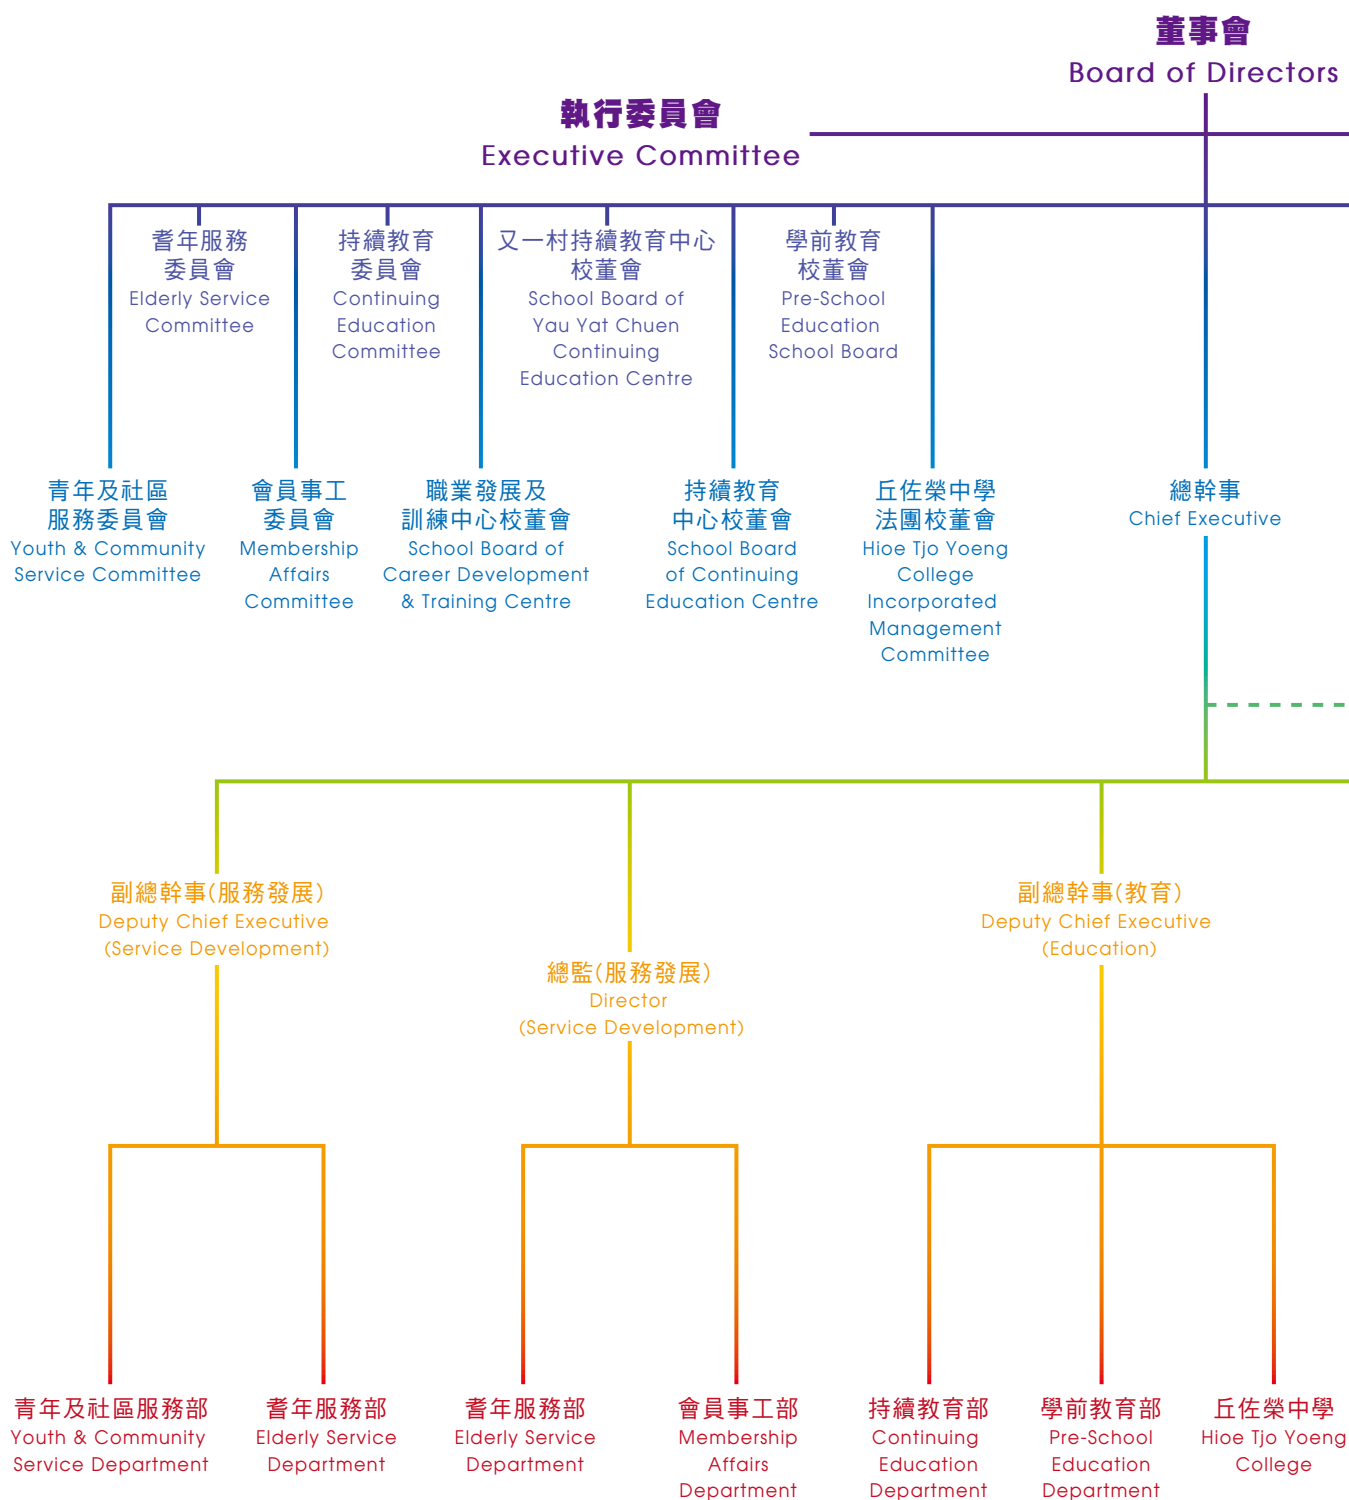 董事會
Board of Directors
執行委員會
Executive Committee
耆年服務
委員會
Elderly Service
Committee
持續教育
委員會
Continuing
Education
Committee
又一村持續教育中心
校董會
School Board of
Yau Yat Chuen
Continuing
Education Centre
學前教育
校董會
Pre-School
Education
School Board
青年及社區
服務委員會
Youth & Community
Service Committee
會員事工
委員會
Membership
Affairs
Committee
職業發展及
訓練中心校董會
School Board of
Career Development
& Training Centre
持續教育
中心校董會
School Board
of Continuing
Education Centre
丘佐榮中學
法團校董會
Hioe Tjo Yoeng
College
Incorporated
Management
Committee
總幹事
Chief Executive
副總幹事(服務發展)
Deputy Chief Executive
(Service Development)
總監(服務發展)
Director
(Service Development)
副總幹事(教育)
Deputy Chief Executive
(Education)
青年及社區服務部
Youth & Community
Service Department
耆年服務部
Elderly Service
Department
耆年服務部
Elderly Service
Department
會員事工部
Membership
Affairs
Department
持續教育部
Continuing
Education
Department
學前教育部
Pre-School
Education
Department
丘佐榮中學
Hioe Tjo Yoeng
College